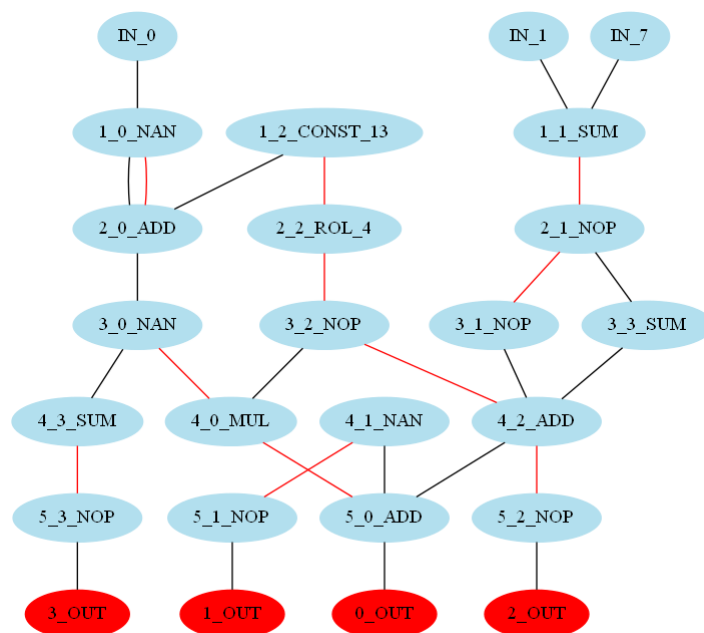 IN_0 IN_1 IN_7
1_0_NAN 1_2_CONST_13 1_1_SUM
2_0_ADD 2_2_ROL_4 2_1_NOP
3_0_NAN 3_2_NOP 3_1_NOP 3_3_SUM
4_3_SUM 4_0_MUL 4_1_NAN 4_2_ADD
5_3_NOP 5_1_NOP 5_0_ADD 5_2_NOP
3_OUT 1_OUT 0_OUT 2_OUT